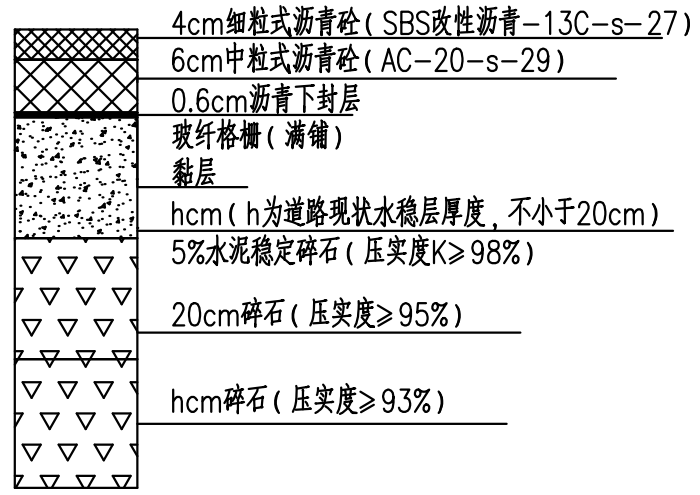 4cm细粒式沥青砼(SBS改性沥青-13C-s-27)
6cm中粒式沥青砼(AC-20-s-29)
0.6cm沥青下封层
玻纤格栅(满铺)
黏层
hcm(h为道路现状水稳层厚度,不小于20cm)
5%水泥稳定碎石(压实度K≥98%)
20cm碎石(压实度≥95%)
hcm碎石(压实度≥93%)